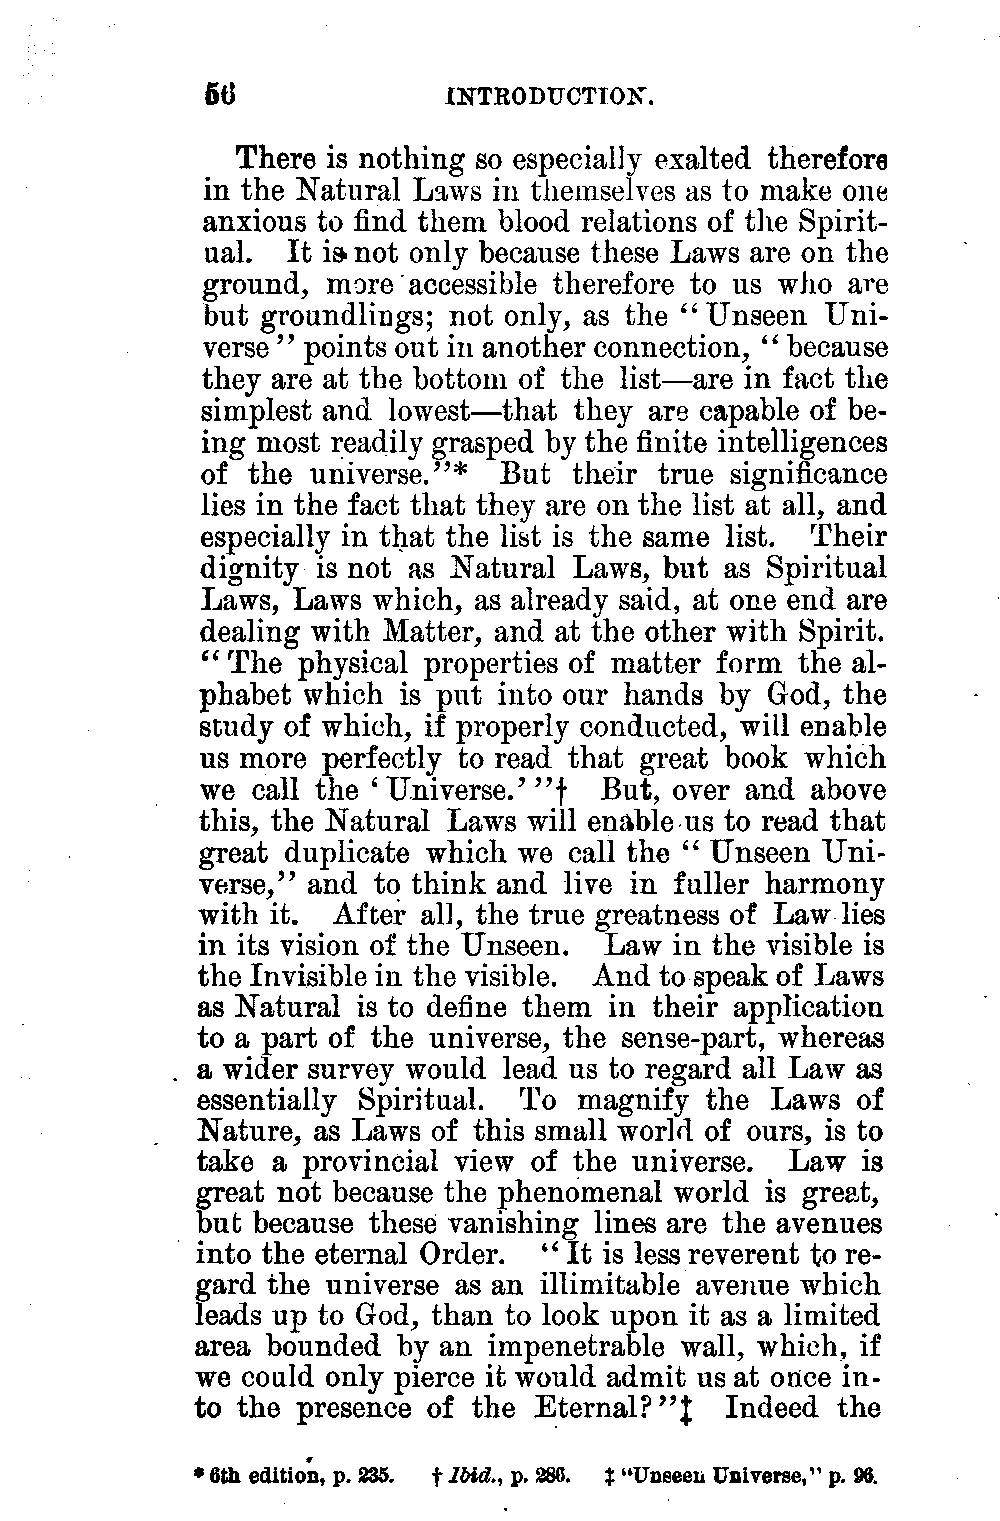 56 INTRODUCTION.
There is nothing so especially exalted therefore
in the Natural Laws in themselves as to make one
anxious to find them blood relations of the Spirit-
ual. It is not only because these Laws are on the
ground, more accessible therefore to us who are
but groundlings; not only, as the “Unseen Uni-
verse” points out in another connection, “because
they are at the bottom of the list—are in fact the
simplest and lowest—that they are capable of be-
ing most readily grasped by the finite intelligences
of the universe.”* But their true significance
lies in the fact that they are on the list at all, and
especially in that the list is the same list. Their
dignity is not as Natural Laws, but as Spiritual
Laws, Laws which, as already said, at one end are
dealing with Matter, and at the other with Spirit.
“The physical properties of matter form the al-
phabet which is put into our hands by God, the
study of which, if properly conducted, will enable
us more perfectly to read that great book which
we call the ‘Universe.’”† But, over and above
this, the Natural Laws will enable us to read that
great duplicate which we call the “Unseen Uni-
verse,” and to think and live in fuller harmony
with it. After all, the true greatness of Law lies
in its vision of the Unseen. Law in the visible is
the Invisible in the visible. And to speak of Laws
as Natural is to define them in their application
to a part of the universe, the sense-part, whereas
a wider survey would lead us to regard all Law as
essentially Spiritual. To magnify the Laws of
Nature, as Laws of this small world of ours, is to
take a provincial view of the universe. Law is
great not because the phenomenal world is great,
but because these vanishing lines are the avenues
into the eternal Order. “It is less reverent to re-
gard the universe as an illimitable avenue which
leads up to God, than to look upon it as a limited
area bounded by an impenetrable wall, which, if
we could only pierce it would admit us at once in-
to the presence of the Eternal?”‡ Indeed the
* 6th edition, p. 235. † Ibid., p. 286. ‡ “Unseen Universe,” p. 96.